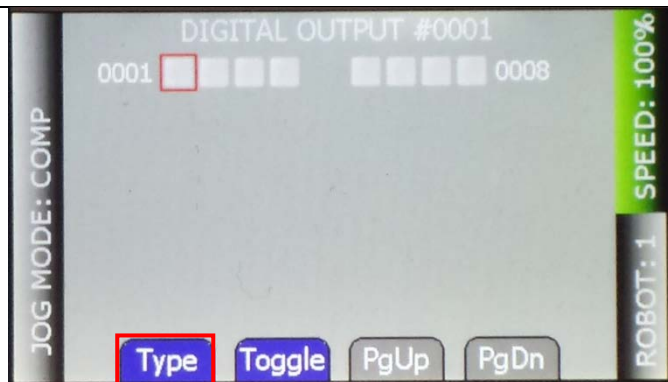 DIGITAL OUTPUT #0001
0001 0008
JOG MODE: COMP
SPEED: 100%
ROBOT: 1
Type Toggle PgUp PgDn